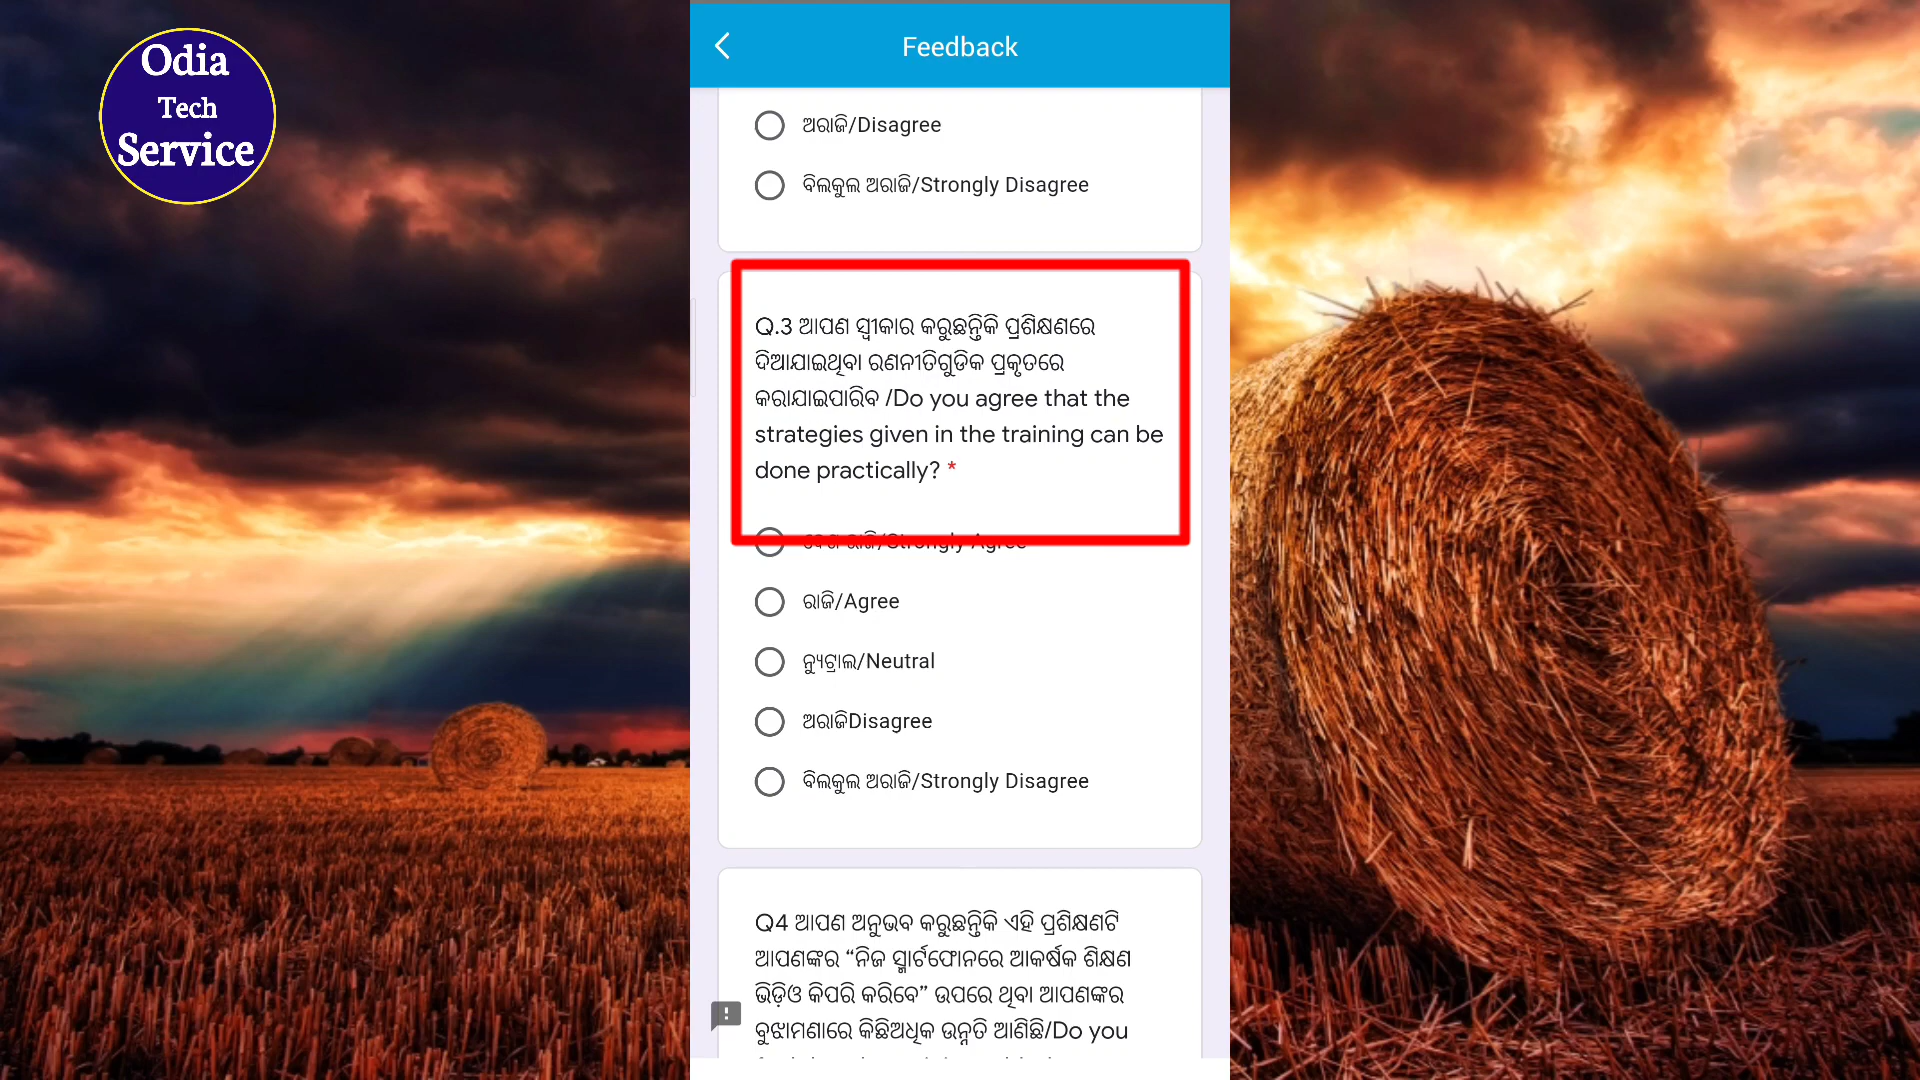 Odia
Tech
Service
Feedback
ଅରାଜି/Disagree
ବିଲକୁଲ ଅରାଜି/Strongly Disagree
Q.3 ଆପଣ ସ୍ୱୀକାର କରୁଛନ୍ତିକି ପ୍ରଶିକ୍ଷଣରେ
ଦିଆଯାଇଥିବା ରଣନୀତିଗୁଡିକ ପ୍ରକୃତରେ
କରାଯାଇପାରିବ /Do you agree that the
strategies given in the training can be
done practically? *
ବେଶ ରାଜି/Strongly Agree
ରାଜି/Agree
ନ୍ୟୁଟ୍ରାଲ/Neutral
ଅରାଜିDisagree
ବିଲକୁଲ ଅରାଜି/Strongly Disagree
Q4 ଆପଣ ଅନୁଭବ କରୁଛନ୍ତିକି ଏହି ପ୍ରଶିକ୍ଷଣଟି
ଆପଣଙ୍କର “ନିଜ ସ୍ମାର୍ଟଫୋନରେ ଆକର୍ଷକ ଶିକ୍ଷଣ
ଭିଡ଼ିଓ କିପରି କରିବେ” ଉପରେ ଥିବା ଆପଣଙ୍କର
ବୁଝାମଣାରେ କିଛିଅଧିକ ଉନ୍ନତି ଆଣିଛି/Do you